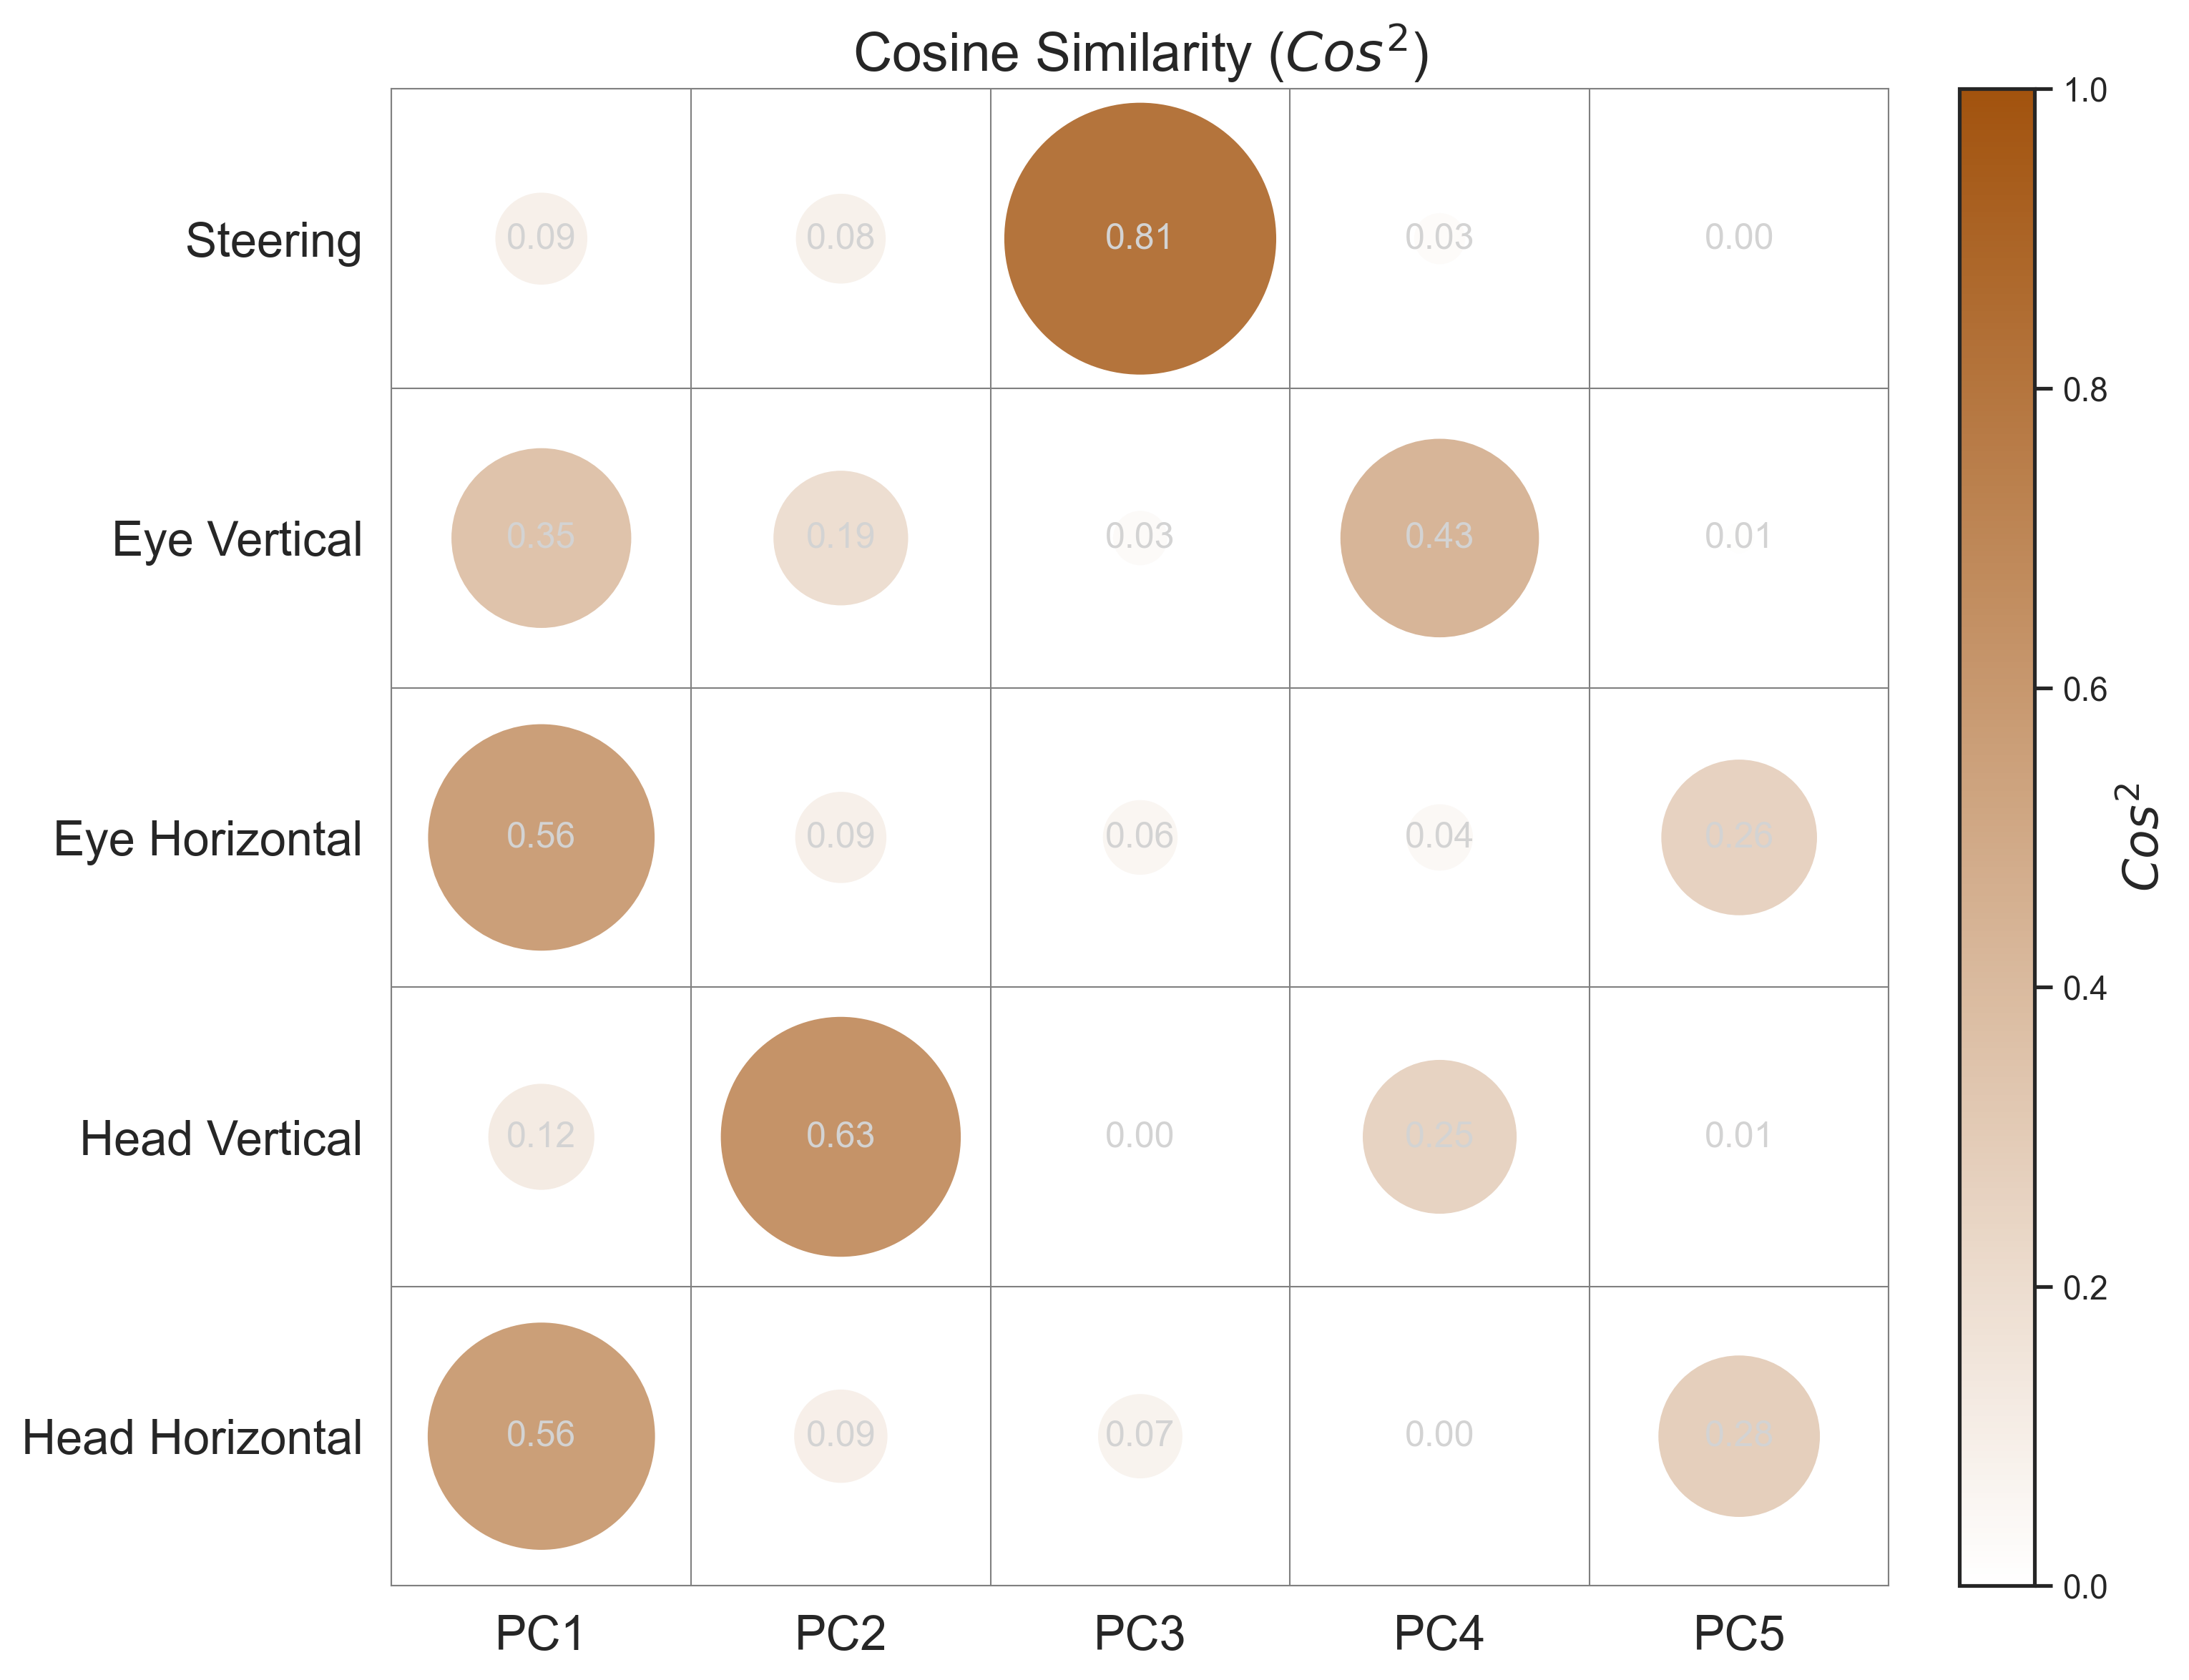 Cosine Similarity (Cos²)
Steering 0.09 0.08 0.81 0.03 0.00
Eye Vertical 0.35 0.19 0.03 0.43 0.01
Eye Horizontal 0.56 0.09 0.06 0.04 0.26
Head Vertical 0.12 0.63 0.00 0.25 0.01
Head Horizontal 0.56 0.09 0.07 0.00 0.28
PC1 PC2 PC3 PC4 PC5
1.0
0.8
0.6
0.4
0.2
0.0
Cos²